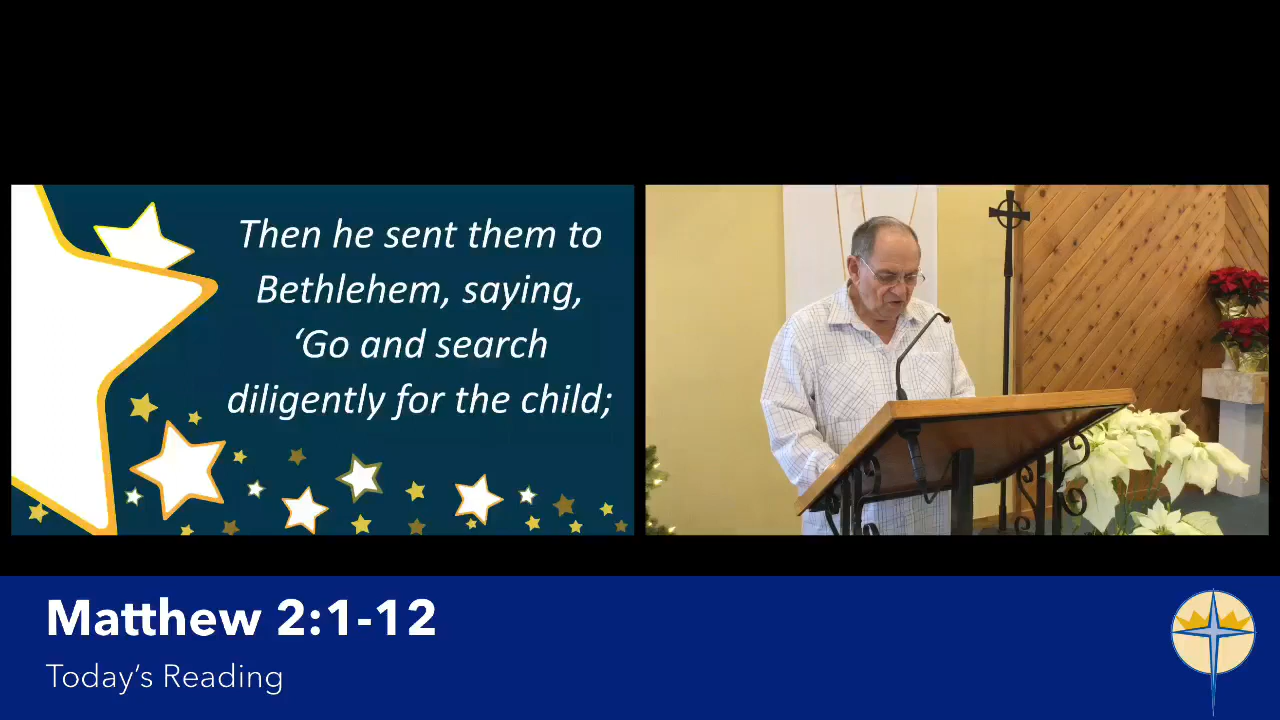 Then he sent them to
Bethlehem, saying,
‘Go and search
diligently for the child;
Matthew 2:1-12
Today’s Reading